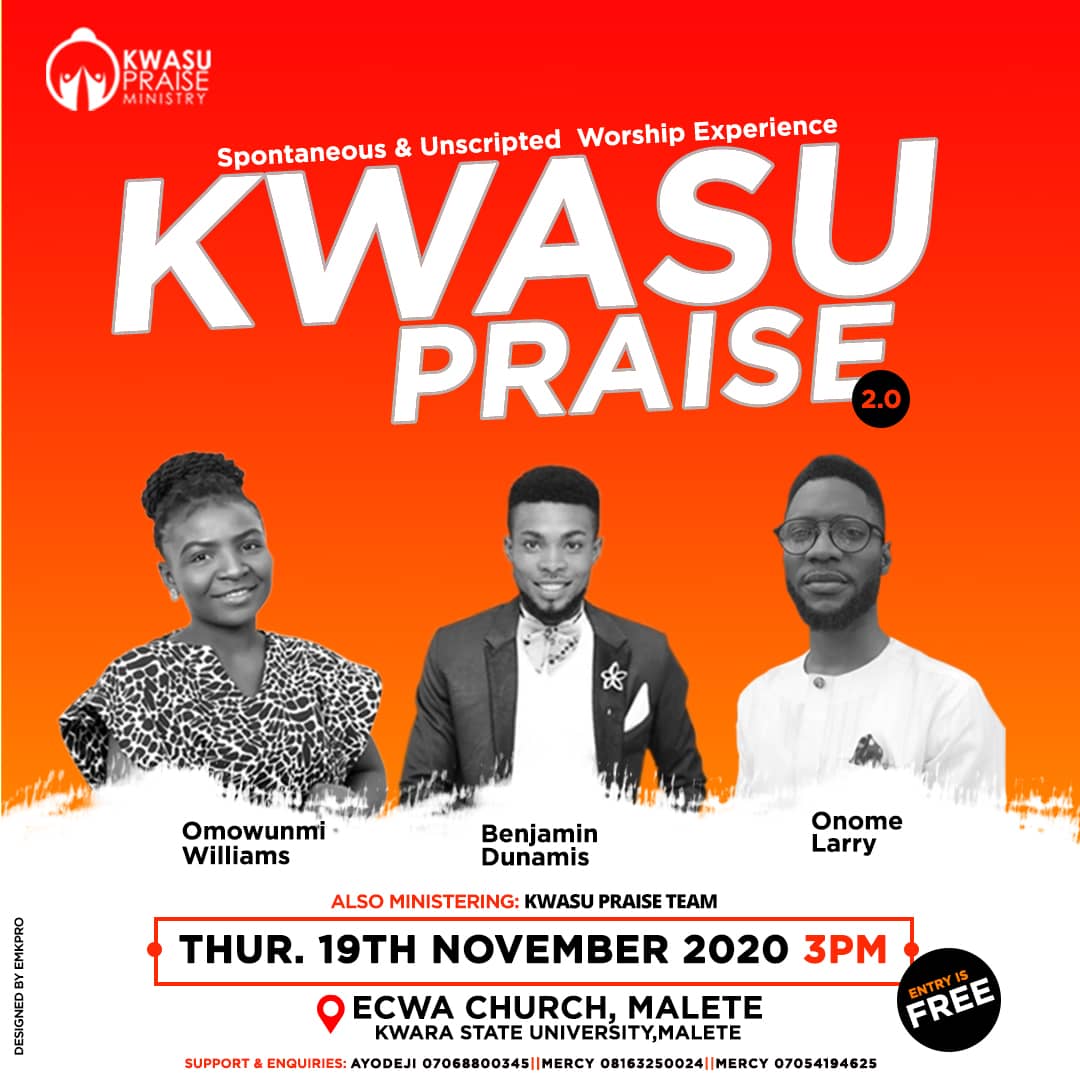 KWASU
PRAISE
MINISTRY
Spontaneous & Unscripted Worship Experience
KWASU
PRAISE
2.0
Omowunmi
Williams
Benjamin
Dunamis
Onome
Larry
ALSO MINISTERING: KWASU PRAISE TEAM
THUR. 19TH NOVEMBER 2020 3PM
ENTRY IS
FREE
ECWA CHURCH, MALETE
KWARA STATE UNIVERSITY,MALETE
SUPPORT & ENQUIRIES: AYODEJI 07068800345||MERCY 08163250024||MERCY 07054194625
DESIGNED BY EMKPRO